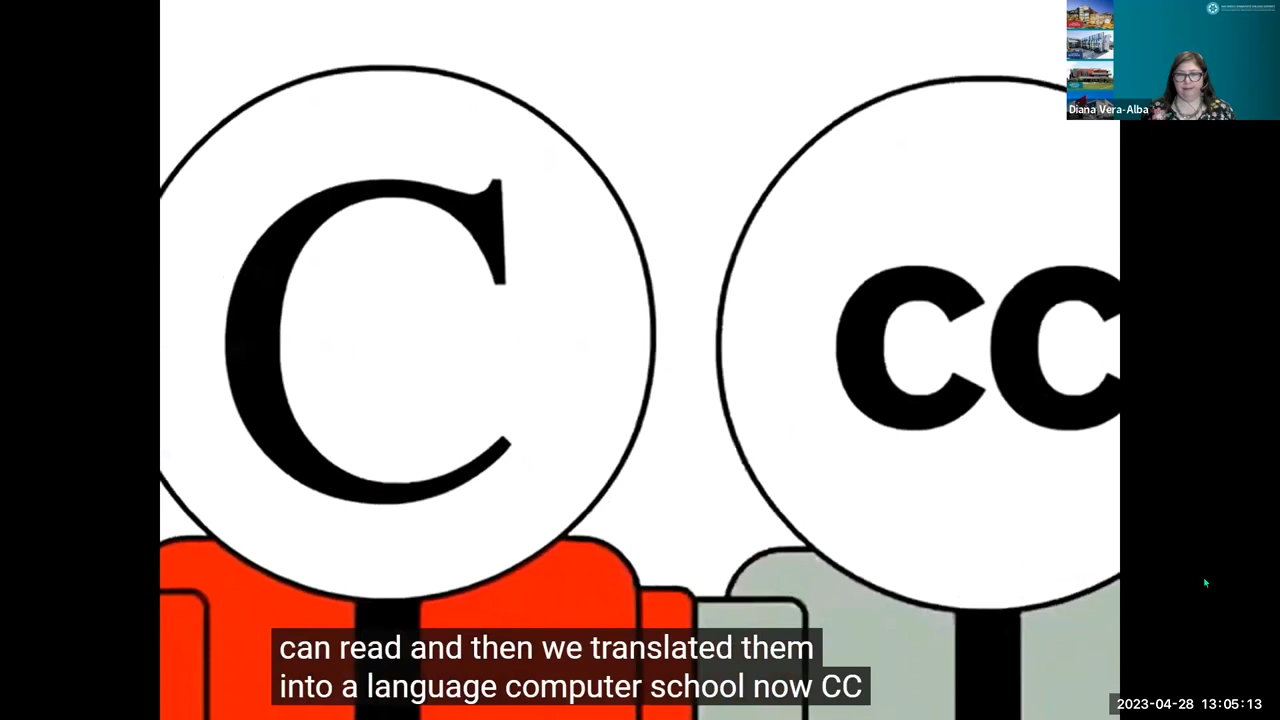 C
cc
Diana Vera-Alba
can read and then we translated them
into a language computer school now CC
2023-04-28 13:05:13